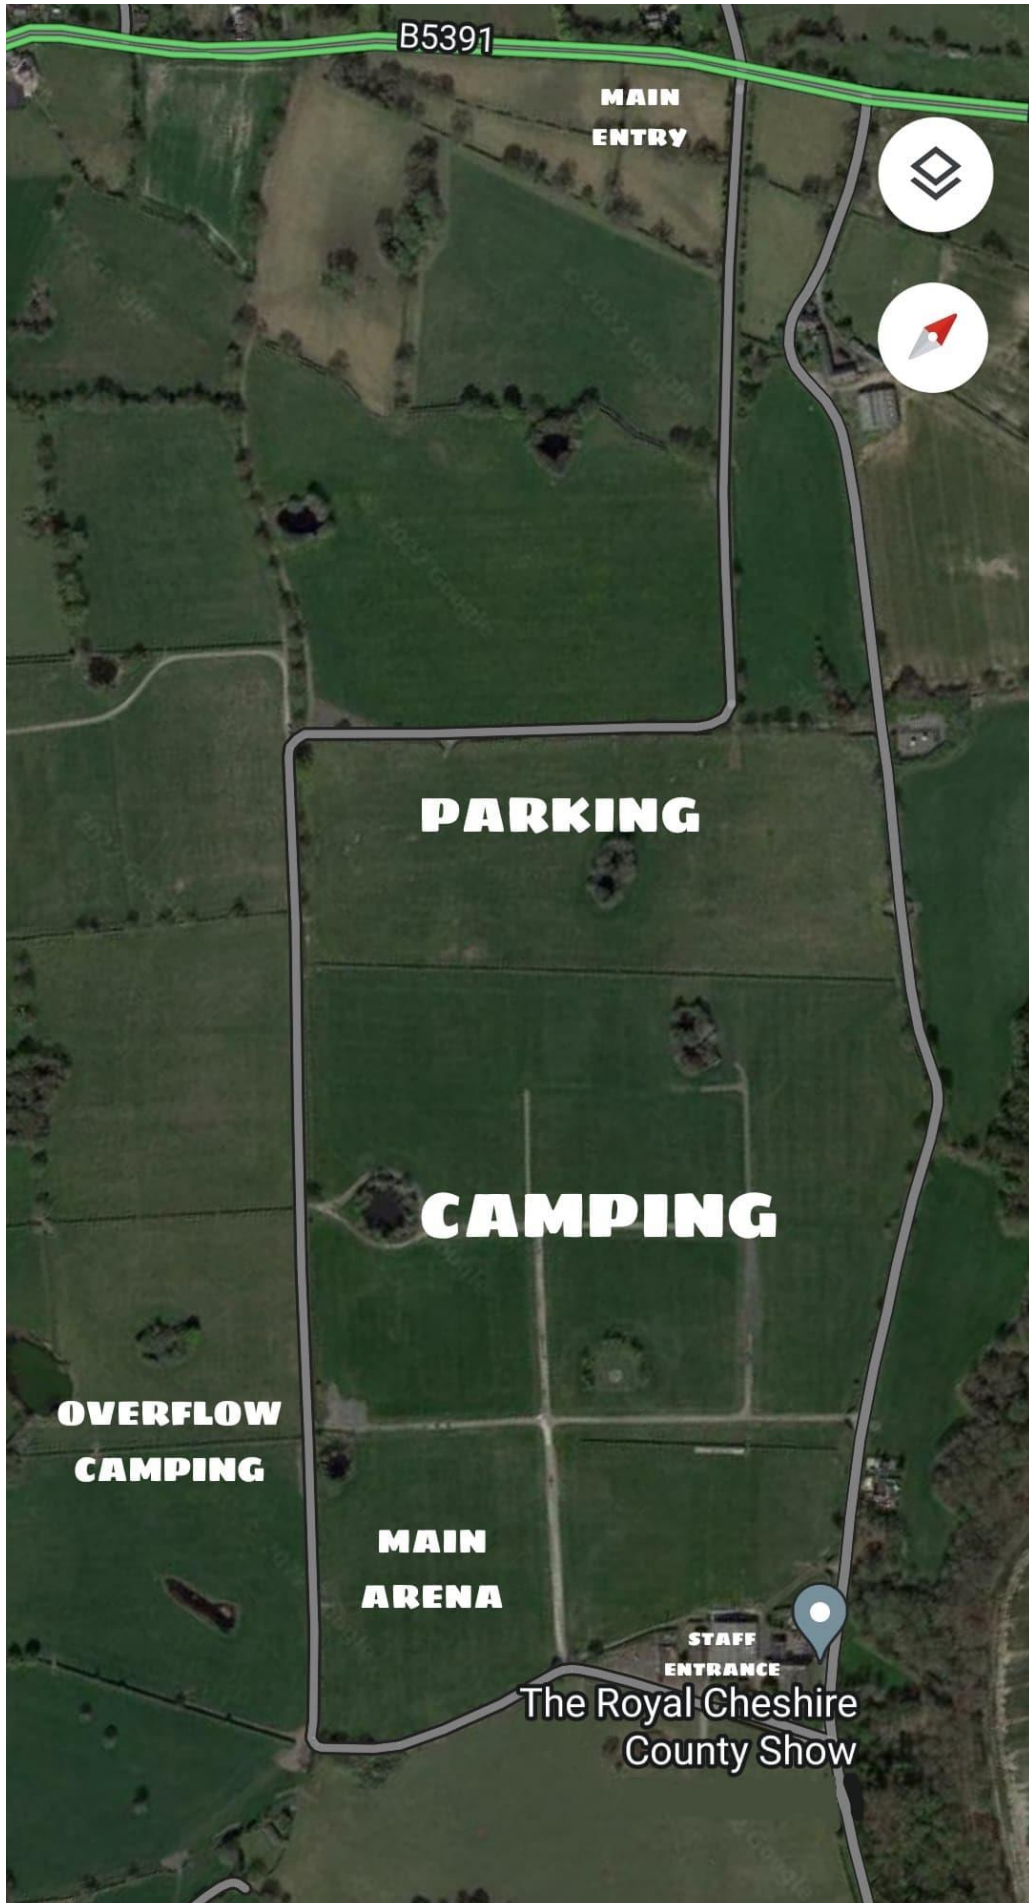 B5391
MAIN
ENTRY
PARKING
CAMPING
OVERFLOW
CAMPING
MAIN
ARENA
STAFF
ENTRANCE
The Royal Cheshire
County Show